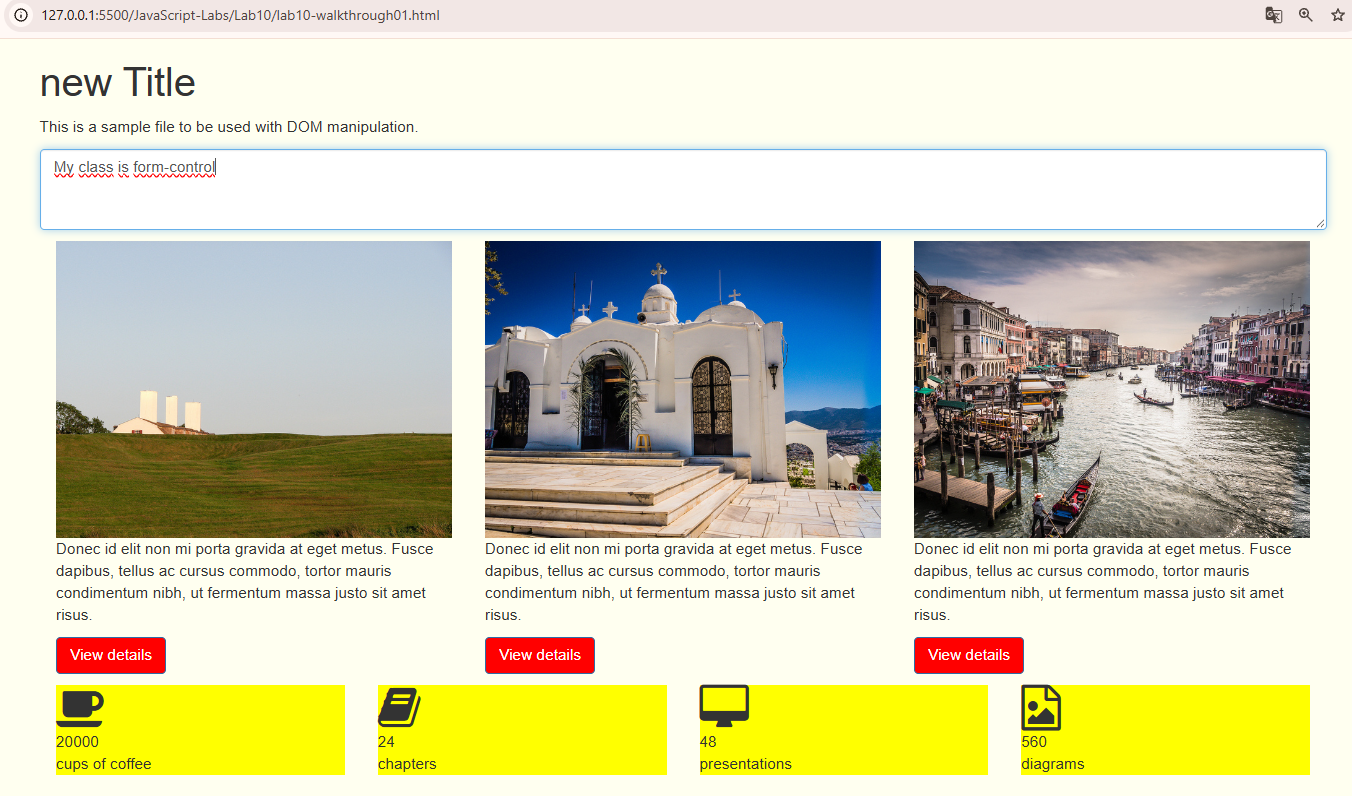 127.0.0.1:5500/JavaScript-Labs/Lab10/lab10-walkthrough01.html
new Title
This is a sample file to be used with DOM manipulation.
My class is form-control
Donec id elit non mi porta gravida at eget metus. Fusce
dapibus, tellus ac cursus commodo, tortor mauris
condimentum nibh, ut fermentum massa justo sit amet
risus.
View details
Donec id elit non mi porta gravida at eget metus. Fusce
dapibus, tellus ac cursus commodo, tortor mauris
condimentum nibh, ut fermentum massa justo sit amet
risus.
View details
Donec id elit non mi porta gravida at eget metus. Fusce
dapibus, tellus ac cursus commodo, tortor mauris
condimentum nibh, ut fermentum massa justo sit amet
risus.
View details
20000
cups of coffee
24
chapters
48
presentations
560
diagrams